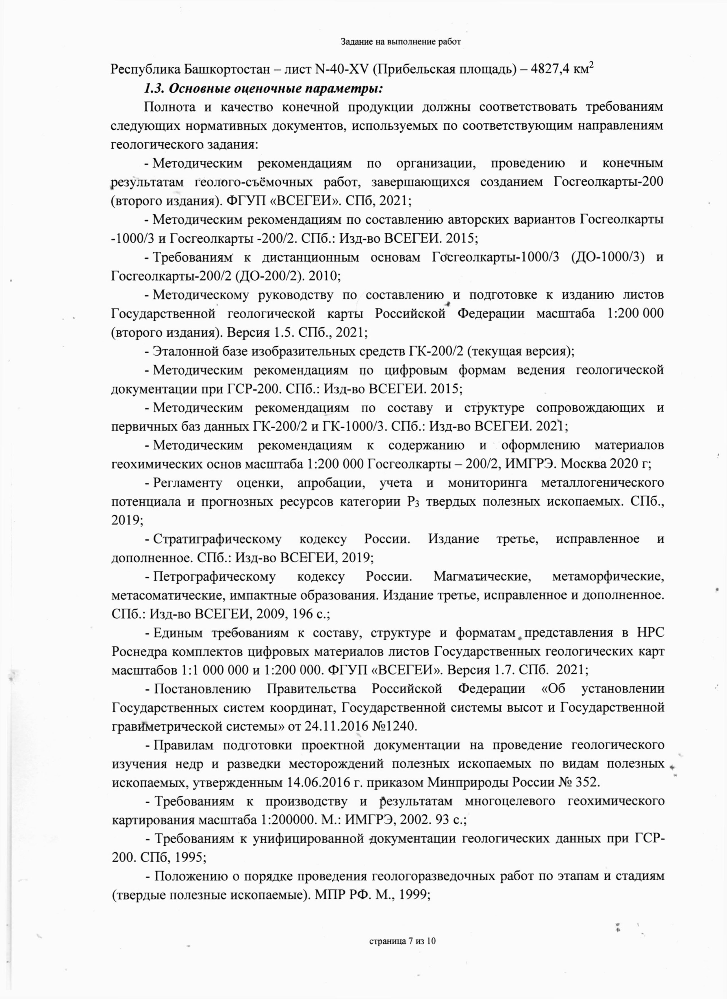 Задание на выполнение работ
Республика Башкортостан – лист N-40-XV (Прибельская площадь) – 4827,4 км²
1.3. Основные оценочные параметры:
Полнота и качество конечной продукции должны соответствовать требованиям
следующих нормативных документов, используемых по соответствующим направлениям
геологического задания:
- Методическим рекомендациям по организации, проведению и конечным
результатам геолого-съёмочных работ, завершающихся созданием Госгеолкарты-200
(второго издания). ФГУП «ВСЕГЕИ». СПб, 2021;
- Методическим рекомендациям по составлению авторских вариантов Госгеолкарты
-1000/3 и Госгеолкарты -200/2. СПб.: Изд-во ВСЕГЕИ. 2015;
- Требованиям к дистанционным основам Госгеолкарты-1000/3 (ДО-1000/3) и
Госгеолкарты-200/2 (ДО-200/2). 2010;
- Методическому руководству по составлению и подготовке к изданию листов
Государственной геологической карты Российской Федерации масштаба 1:200 000
(второго издания). Версия 1.5. СПб., 2021;
- Эталонной базе изобразительных средств ГК-200/2 (текущая версия);
- Методическим рекомендациям по цифровым формам ведения геологической
документации при ГСР-200. СПб.: Изд-во ВСЕГЕИ. 2015;
- Методическим рекомендациям по составу и структуре сопровождающих и
первичных баз данных ГК-200/2 и ГК-1000/3. СПб.: Изд-во ВСЕГЕИ. 2021;
- Методическим рекомендациям к содержанию и оформлению материалов
геохимических основ масштаба 1:200 000 Госгеолкарты – 200/2, ИМГРЭ. Москва 2020 г;
- Регламенту оценки, апробации, учета и мониторинга металлогенического
потенциала и прогнозных ресурсов категории Р₃ твердых полезных ископаемых. СПб.,
2019;
- Стратиграфическому кодексу России. Издание третье, исправленное и
дополненное. СПб.: Изд-во ВСЕГЕИ, 2019;
- Петрографическому кодексу России. Магматические, метаморфические,
метасоматические, импактные образования. Издание третье, исправленное и дополненное.
СПб.: Изд-во ВСЕГЕИ, 2009, 196 с.;
- Единым требованиям к составу, структуре и форматам представления в НРС
Роснедра комплектов цифровых материалов листов Государственных геологических карт
масштабов 1:1 000 000 и 1:200 000. ФГУП «ВСЕГЕИ». Версия 1.7. СПб. 2021;
- Постановлению Правительства Российской Федерации «Об установлении
Государственных систем координат, Государственной системы высот и Государственной
гравиметрической системы» от 24.11.2016 №1240.
- Правилам подготовки проектной документации на проведение геологического
изучения недр и разведки месторождений полезных ископаемых по видам полезных
ископаемых, утвержденным 14.06.2016 г. приказом Минприроды России № 352.
- Требованиям к производству и результатам многоцелевого геохимического
картирования масштаба 1:200000. М.: ИМГРЭ, 2002. 93 с.;
- Требованиям к унифицированной документации геологических данных при ГСР-
200. СПб, 1995;
- Положению о порядке проведения геологоразведочных работ по этапам и стадиям
(твердые полезные ископаемые). МПР РФ. М., 1999;
страница 7 из 10